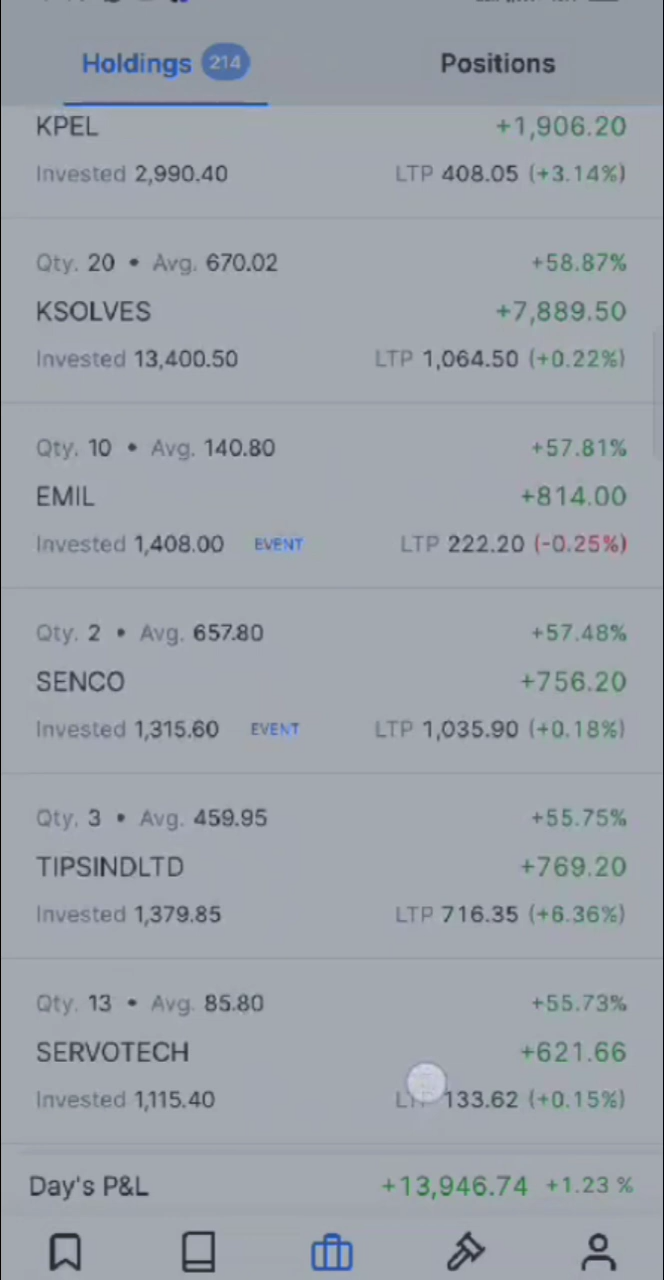 Holdings 214 Positions
KPEL +1,906.20
Invested 2,990.40 LTP 408.05 (+3.14%)
Qty. 20 • Avg. 670.02 +58.87%
KSOLVES +7,889.50
Invested 13,400.50 LTP 1,064.50 (+0.22%)
Qty. 10 • Avg. 140.80 +57.81%
EMIL +814.00
Invested 1,408.00 EVENT LTP 222.20 (-0.25%)
Qty. 2 • Avg. 657.80 +57.48%
SENCO +756.20
Invested 1,315.60 EVENT LTP 1,035.90 (+0.18%)
Qty. 3 • Avg. 459.95 +55.75%
TIPSINDLTD +769.20
Invested 1,379.85 LTP 716.35 (+6.36%)
Qty. 13 • Avg. 85.80 +55.73%
SERVOTECH +621.66
Invested 1,115.40 LTP 133.62 (+0.15%)
Day's P&L +13,946.74 +1.23 %